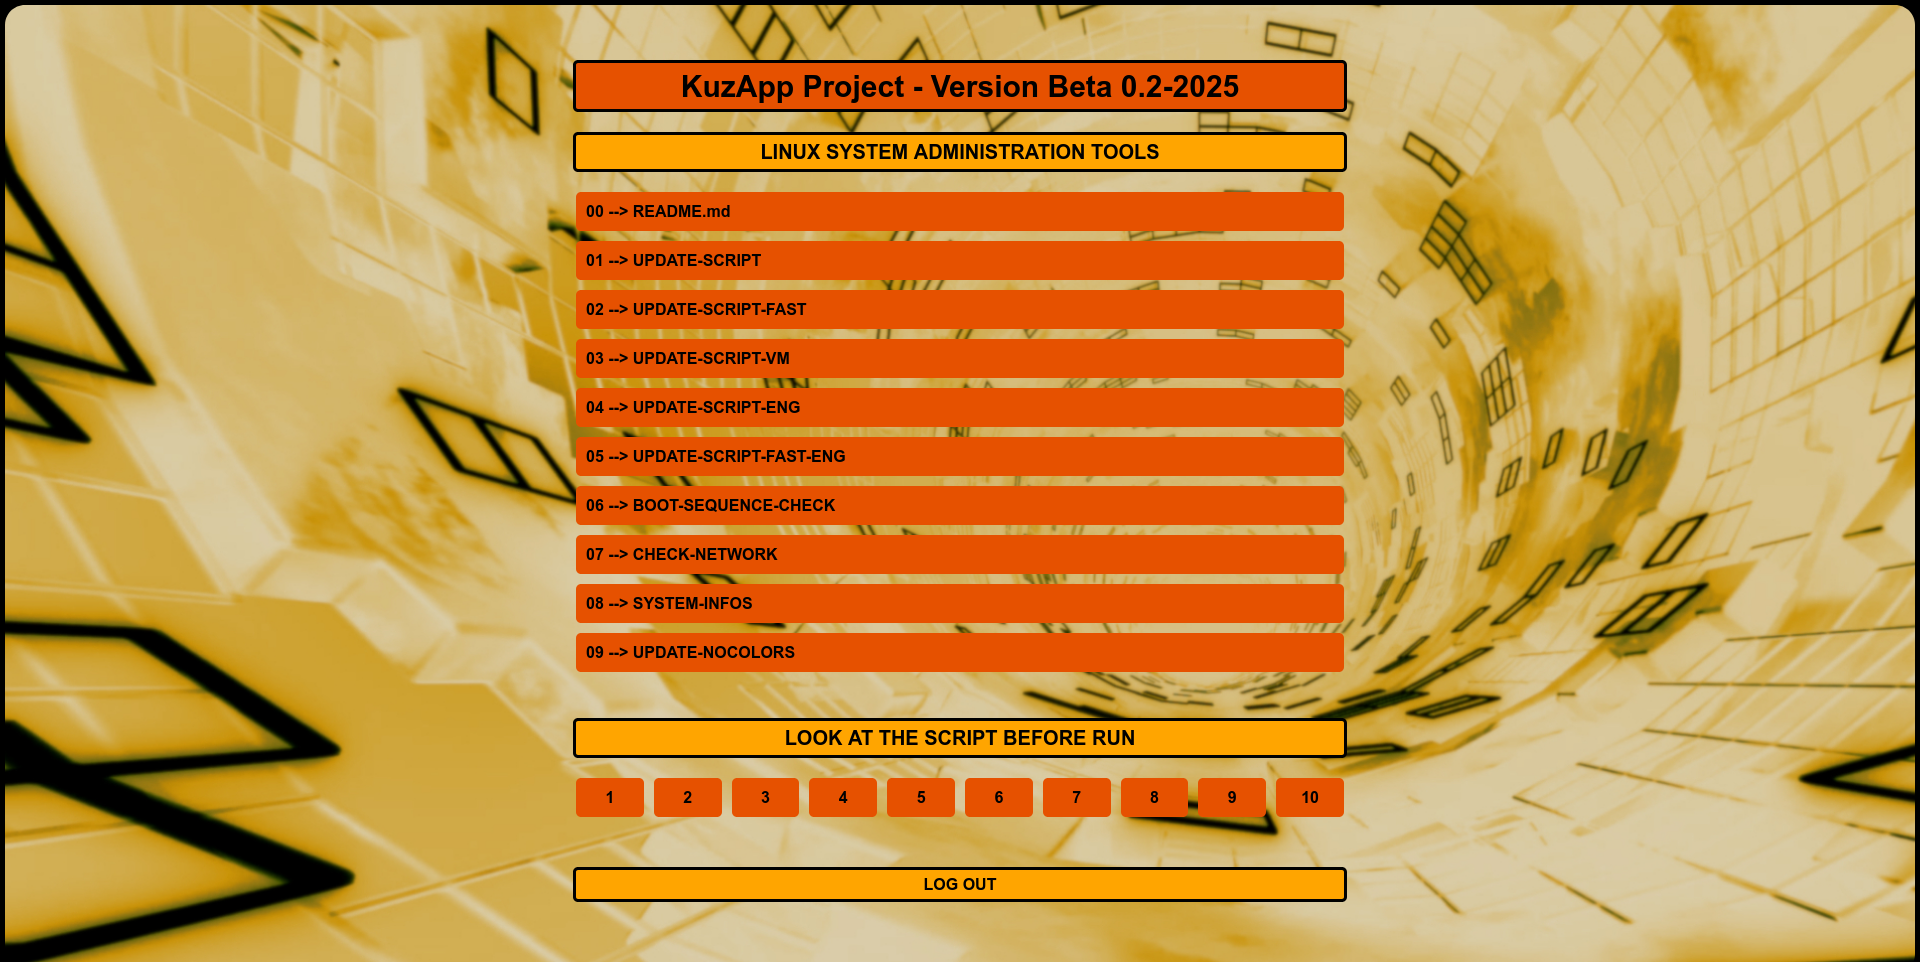 KuzApp Project - Version Beta 0.2-2025
LINUX SYSTEM ADMINISTRATION TOOLS
00 --> README.md
01 --> UPDATE-SCRIPT
02 --> UPDATE-SCRIPT-FAST
03 --> UPDATE-SCRIPT-VM
04 --> UPDATE-SCRIPT-ENG
05 --> UPDATE-SCRIPT-FAST-ENG
06 --> BOOT-SEQUENCE-CHECK
07 --> CHECK-NETWORK
08 --> SYSTEM-INFOS
09 --> UPDATE-NOCOLORS
LOOK AT THE SCRIPT BEFORE RUN
1 2 3 4 5 6 7 8 9 10
LOG OUT